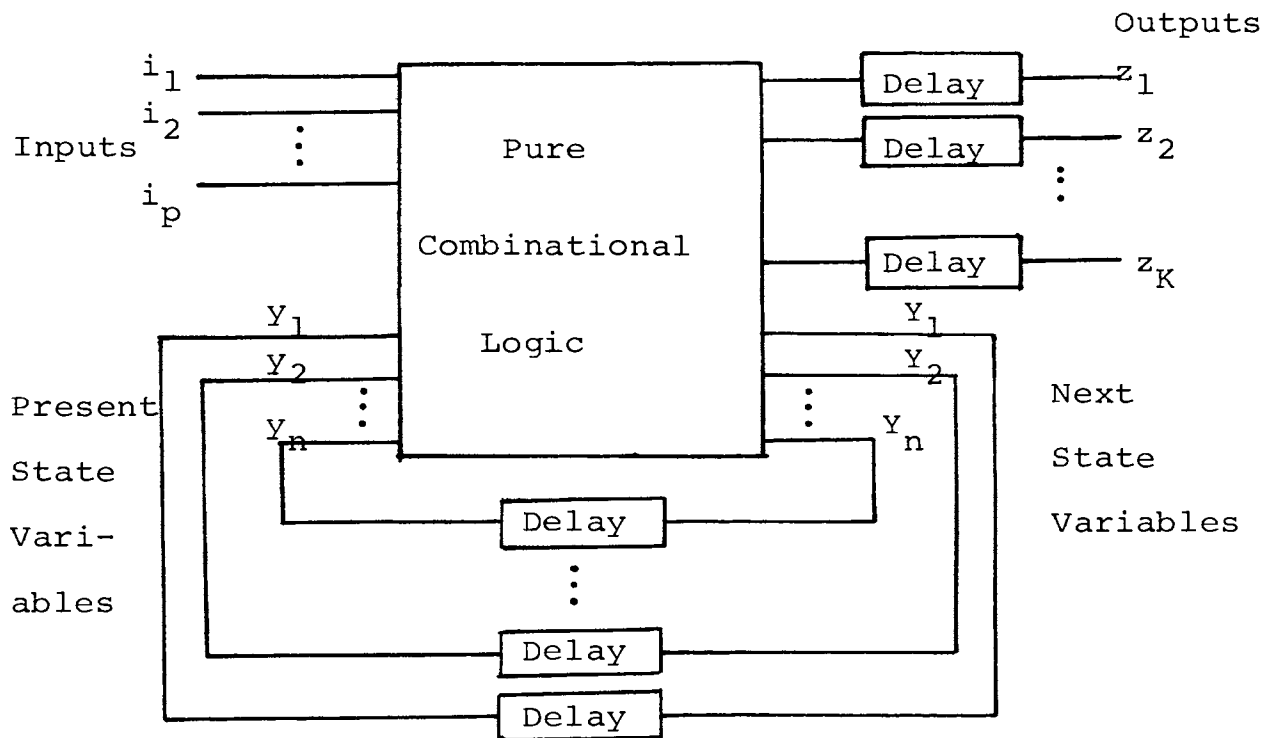 Outputs
i1
Delay
z1
i2
Delay
z2
⋮
⋮
Inputs
Pure
ip
Combinational
Delay
zK
y1
Logic
Y1
y2
Y2
⋮
⋮
Present
Next
yn
Yn
State
State
Delay
Vari-
Variables
⋮
ables
Delay
Delay